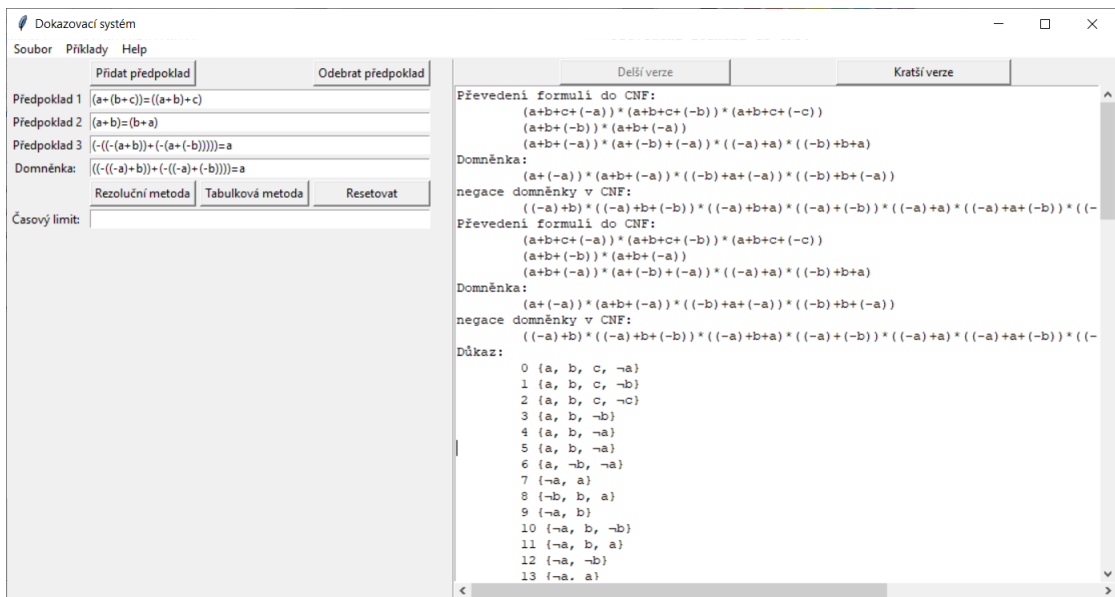 Dokazovací systém
Soubor Příklady Help
Přidat předpoklad Odebrat předpoklad
Předpoklad 1 (a+(b+c))=((a+b)+c)
Předpoklad 2 (a+b)=(b+a)
Předpoklad 3 (-((-(a+b))+(-(a+(-b)))))=a
Domněnka: ((-((-a)+b))+(-((-a)+(-b))))=a
Rezoluční metoda Tabulková metoda Resetovat
Časový limit:
Delší verze Kratší verze
Převedení formulí do CNF:
(a+b+c+(-a))*(a+b+c+(-b))*(a+b+c+(-c))
(a+b+(-b))*(a+b+(-a))
(a+b+(-a))*(a+(-b)+(-a))*((-a)+a)*((-b)+b+a)
Domněnka:
(a+(-a))*(a+b+(-a))*((-b)+a+(-a))*((-b)+b+(-a))
negace domněnky v CNF:
((-a)+b)*((-a)+b+(-b))*((-a)+b+a)*((-a)+(-b))*((-a)+a)*((-a)+a+(-b))*((-
Převedení formulí do CNF:
(a+b+c+(-a))*(a+b+c+(-b))*(a+b+c+(-c))
(a+b+(-b))*(a+b+(-a))
(a+b+(-a))*(a+(-b)+(-a))*((-a)+a)*((-b)+b+a)
Domněnka:
(a+(-a))*(a+b+(-a))*((-b)+a+(-a))*((-b)+b+(-a))
negace domněnky v CNF:
((-a)+b)*((-a)+b+(-b))*((-a)+b+a)*((-a)+(-b))*((-a)+a)*((-a)+a+(-b))*((-
Důkaz:
0 {a, b, c, ¬a}
1 {a, b, c, ¬b}
2 {a, b, c, ¬c}
3 {a, b, ¬b}
4 {a, b, ¬a}
5 {a, b, ¬a}
6 {a, ¬b, ¬a}
7 {¬a, a}
8 {¬b, b, a}
9 {¬a, b}
10 {¬a, b, ¬b}
11 {¬a, b, a}
12 {¬a, ¬b}
13 {¬a, a}